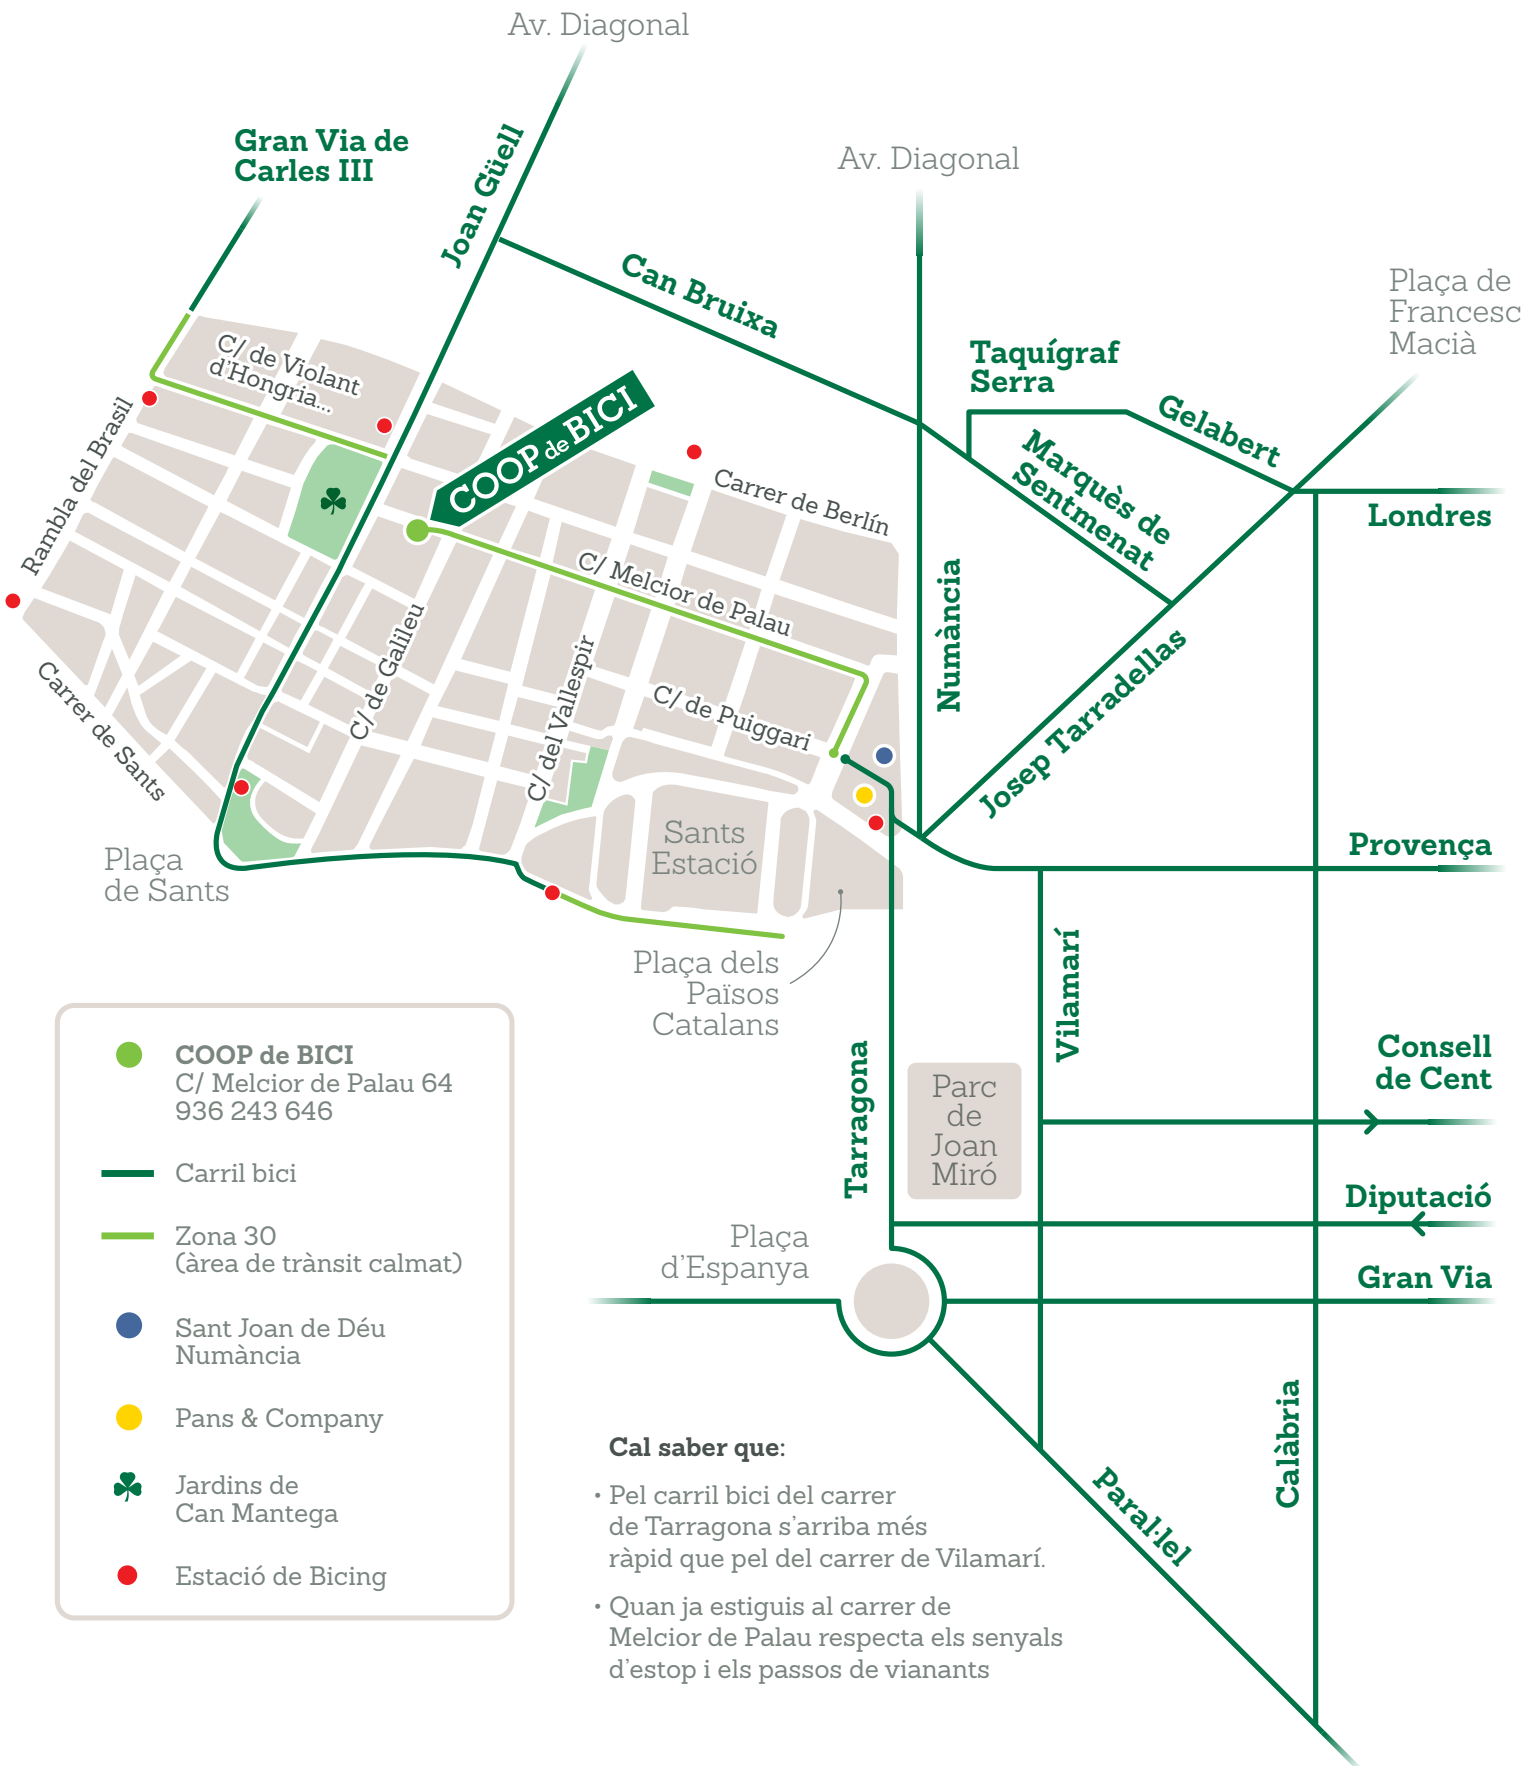 Av. Diagonal
Gran Via de
Carles III
Joan Güell
Av. Diagonal
Can Bruixa
Plaça de
Francesc
Macià
Taquígraf
Serra
Gelabert
C/ de Violant
d'Hongria...
COOP de BICI
Rambla del Brasil
Marquès de
Sentmenat
Carrer de Berlín
Londres
C/ Melcior de Palau
Numància
C/ de Galileu
C/ del Vallespir
Josep Tarradellas
C/ de Puiggarí
Carrer de Sants
Sants
Estació
Plaça
de Sants
Provença
Plaça dels
Països
Catalans
Vilamarí
Tarragona
Parc
de
Joan
Miró
Consell
de Cent
Diputació
Plaça
d'Espanya
Gran Via
Calàbria
Paral·lel
COOP de BICI
C/ Melcior de Palau 64
936 243 646
Carril bici
Zona 30
(àrea de trànsit calmat)
Sant Joan de Déu
Numància
Pans & Company
Jardins de
Can Mantega
Estació de Bicing
Cal saber que:
· Pel carril bici del carrer
de Tarragona s'arriba més
ràpid que pel del carrer de Vilamarí.
· Quan ja estiguis al carrer de
Melcior de Palau respecta els senyals
d'estop i els passos de vianants